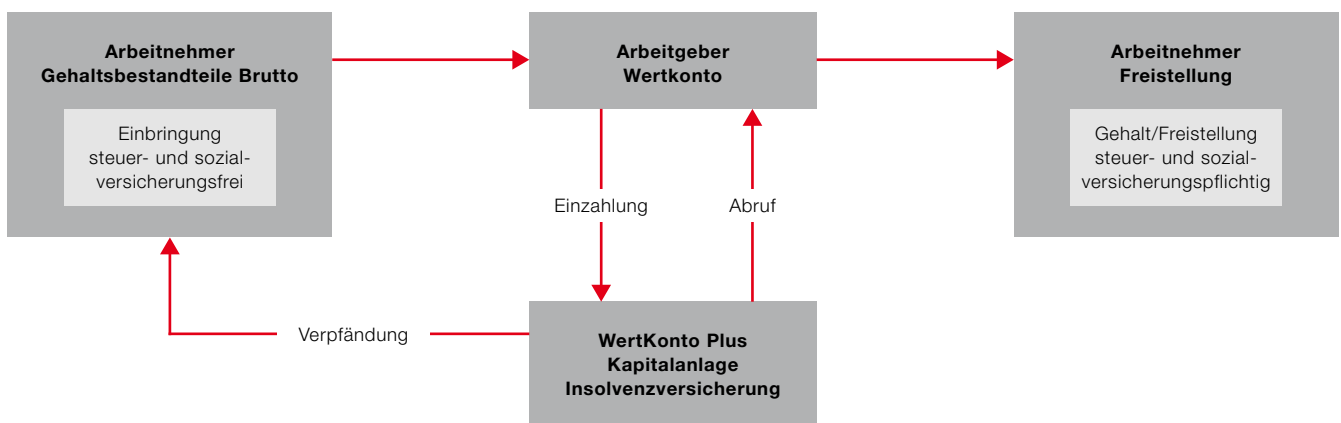 Arbeitnehmer
Gehaltsbestandteile Brutto
Einbringung
steuer- und sozial-
versicherungsfrei
Arbeitgeber
Wertkonto
Arbeitnehmer
Freistellung
Gehalt/Freistellung
steuer- und sozial-
versicherungspflichtig
Einzahlung
Abruf
Verpfändung
WertKonto Plus
Kapitalanlage
Insolvenzversicherung